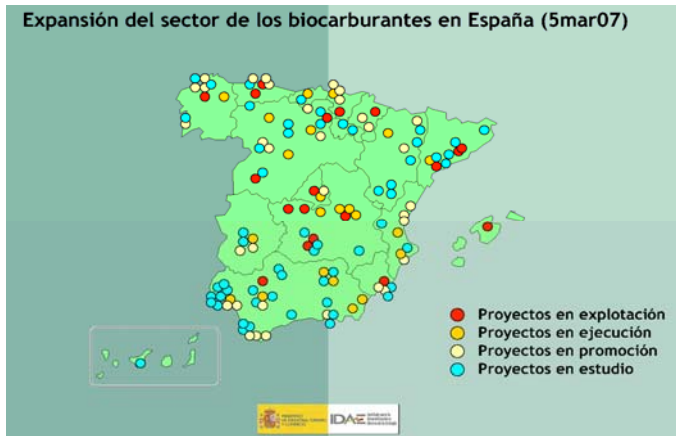 Expansión del sector de los biocarburantes en España (5mar07)
Proyectos en explotación
Proyectos en ejecución
Proyectos en promoción
Proyectos en estudio
IDAE